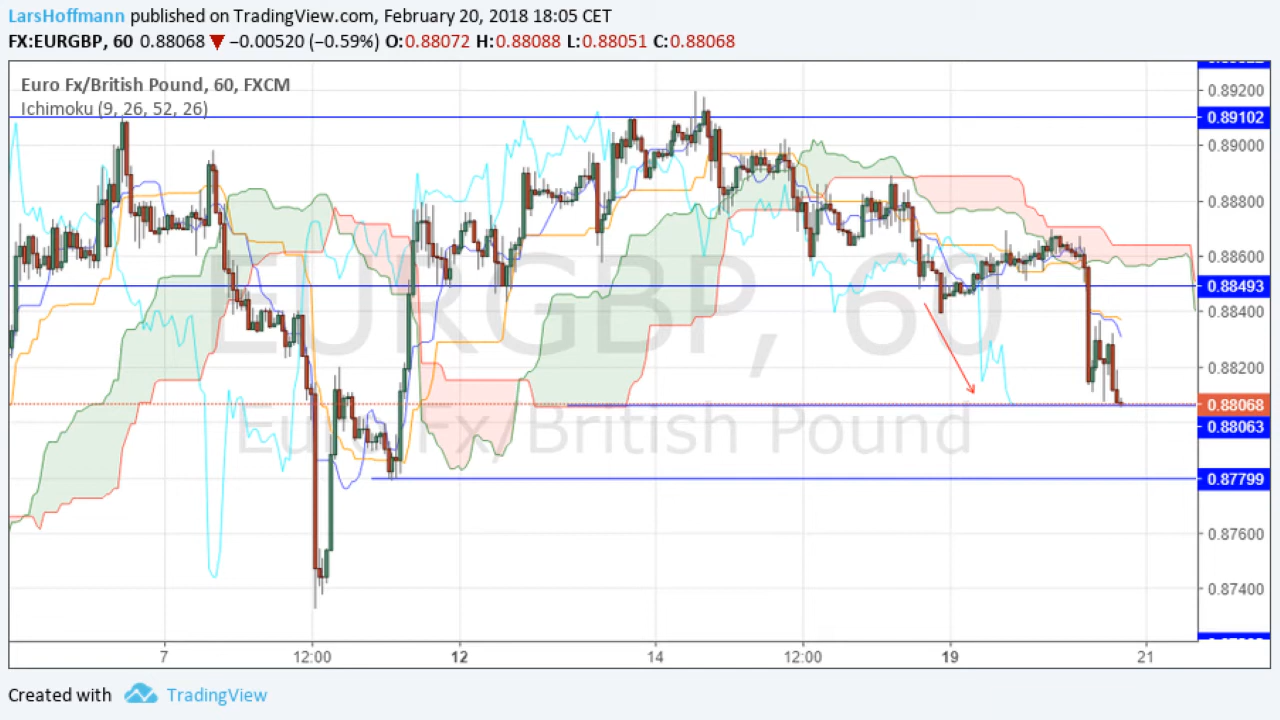 LarsHoffmann published on TradingView.com, February 20, 2018 18:05 CET
FX:EURGBP, 60 0.88068 ▼ −0.00520 (−0.59%) O:0.88072 H:0.88088 L:0.88051 C:0.88068
Euro Fx/British Pound, 60, FXCM
Ichimoku (9, 26, 52, 26)
EURGBP, 60
Euro Fx/British Pound
0.89200
0.89102
0.89000
0.88800
0.88600
0.88493
0.88400
0.88200
0.88068
0.88063
0.87799
0.87600
0.87400
7 12:00 12 14 12:00 19 21
Created with TradingView